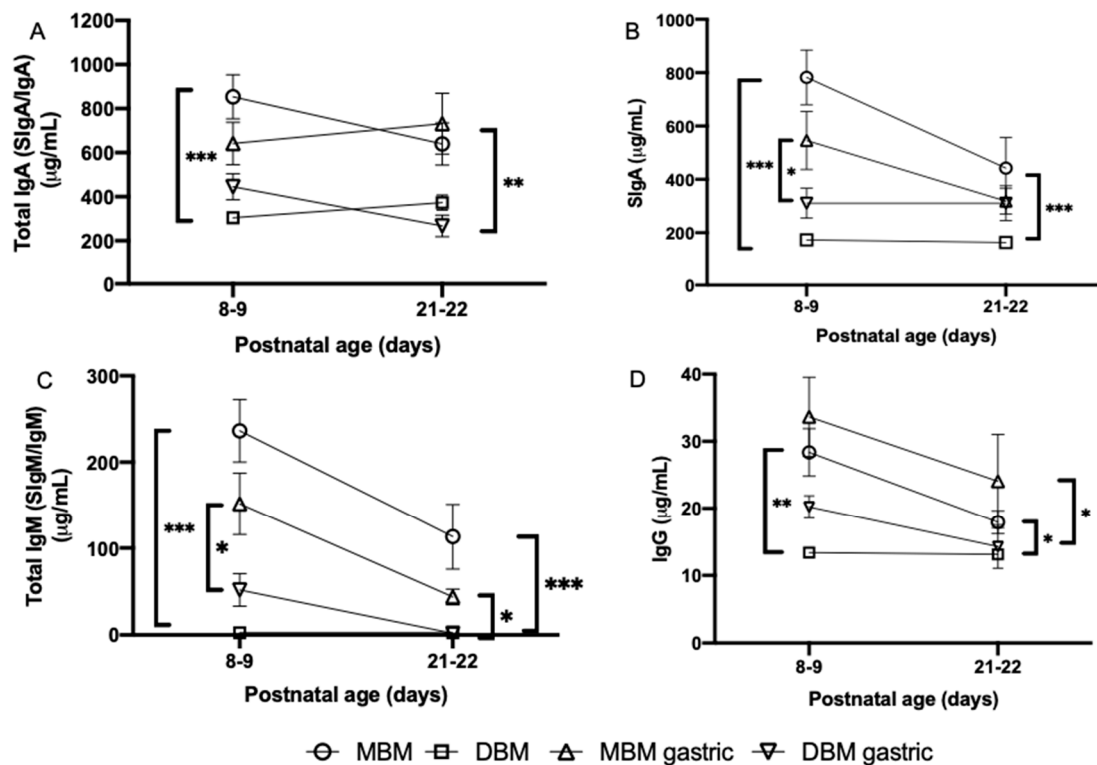 A
Total IgA (SIgA/IgA)
(µg/mL)
1200
1000
800
600
400
200
0
***
**
8-9
21-22
Postnatal age (days)
B
SIgA (µg/mL)
1000
800
600
400
200
0
***
*
***
8-9
21-22
Postnatal age (days)
C
Total IgM (SIgM/IgM)
(µg/mL)
300
200
100
0
***
*
*
***
8-9
21-22
Postnatal age (days)
D
IgG (µg/mL)
40
30
20
10
0
**
*
*
8-9
21-22
Postnatal age (days)
MBM DBM MBM gastric DBM gastric